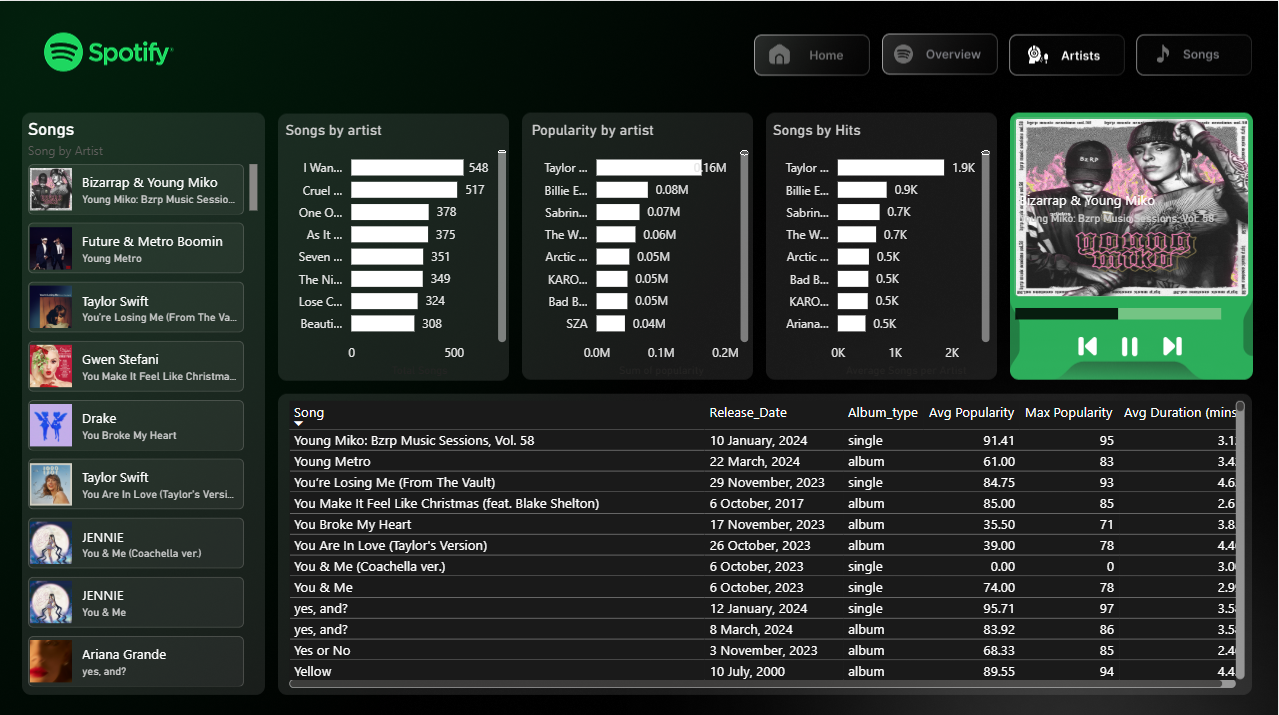 Spotify
Home
Overview
Artists
Songs
Songs
Song by Artist
Bizarrap & Young Miko
Young Miko: Bzrp Music Sessio...
Future & Metro Boomin
Young Metro
Taylor Swift
You're Losing Me (From The Va...
Gwen Stefani
You Make It Feel Like Christma...
Drake
You Broke My Heart
Taylor Swift
You Are In Love (Taylor's Versi...
JENNIE
You & Me (Coachella ver.)
JENNIE
You & Me
Ariana Grande
yes, and?
Songs by artist
I Wan... 548
Cruel ... 517
One O... 378
As It ... 375
Seven ... 351
The Ni... 349
Lose C... 324
Beauti... 308
0 500
Popularity by artist
Taylor ... 0.16M
Billie E... 0.08M
Sabrin... 0.07M
The W... 0.06M
Arctic ... 0.05M
KARO... 0.05M
Bad B... 0.05M
SZA 0.04M
0.0M 0.1M 0.2M
Sum of popularity
Songs by Hits
Taylor ... 1.9K
Billie E... 0.9K
Sabrin... 0.7K
The W... 0.7K
Arctic ... 0.5K
Bad B... 0.5K
KARO... 0.5K
Ariana... 0.5K
0K 1K 2K
Average Songs per Artist
BZRP
Bizarrap & Young Miko
Young Miko: Bzrp Music Sessions, Vol. 58
young
miko
Song Release_Date Album_type Avg Popularity Max Popularity Avg Duration (mins
Young Miko: Bzrp Music Sessions, Vol. 58 10 January, 2024 single 91.41 95 3.1
Young Metro 22 March, 2024 album 61.00 83 3.4
You're Losing Me (From The Vault) 29 November, 2023 single 84.75 93 4.6
You Make It Feel Like Christmas (feat. Blake Shelton) 6 October, 2017 album 85.00 85 2.6
You Broke My Heart 17 November, 2023 album 35.50 71 3.8
You Are In Love (Taylor's Version) 26 October, 2023 album 39.00 78 4.4
You & Me (Coachella ver.) 6 October, 2023 single 0.00 0 3.0
You & Me 6 October, 2023 single 74.00 78 2.9
yes, and? 12 January, 2024 single 95.71 97 3.5
yes, and? 8 March, 2024 album 83.92 86 3.5
Yes or No 3 November, 2023 album 68.33 85 2.4
Yellow 10 July, 2000 album 89.55 94 4.4